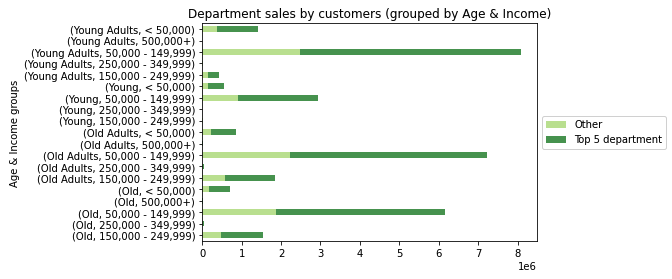 Department sales by customers (grouped by Age & Income)
Age & Income groups
(Young Adults, < 50,000)
(Young Adults, 500,000+)
(Young Adults, 50,000 - 149,999)
(Young Adults, 250,000 - 349,999)
(Young Adults, 150,000 - 249,999)
(Young, < 50,000)
(Young, 50,000 - 149,999)
(Young, 250,000 - 349,999)
(Young, 150,000 - 249,999)
(Old Adults, < 50,000)
(Old Adults, 500,000+)
(Old Adults, 50,000 - 149,999)
(Old Adults, 250,000 - 349,999)
(Old Adults, 150,000 - 249,999)
(Old, < 50,000)
(Old, 500,000+)
(Old, 50,000 - 149,999)
(Old, 250,000 - 349,999)
(Old, 150,000 - 249,999)
0 1 2 3 4 5 6 7 8
1e6
Other
Top 5 department